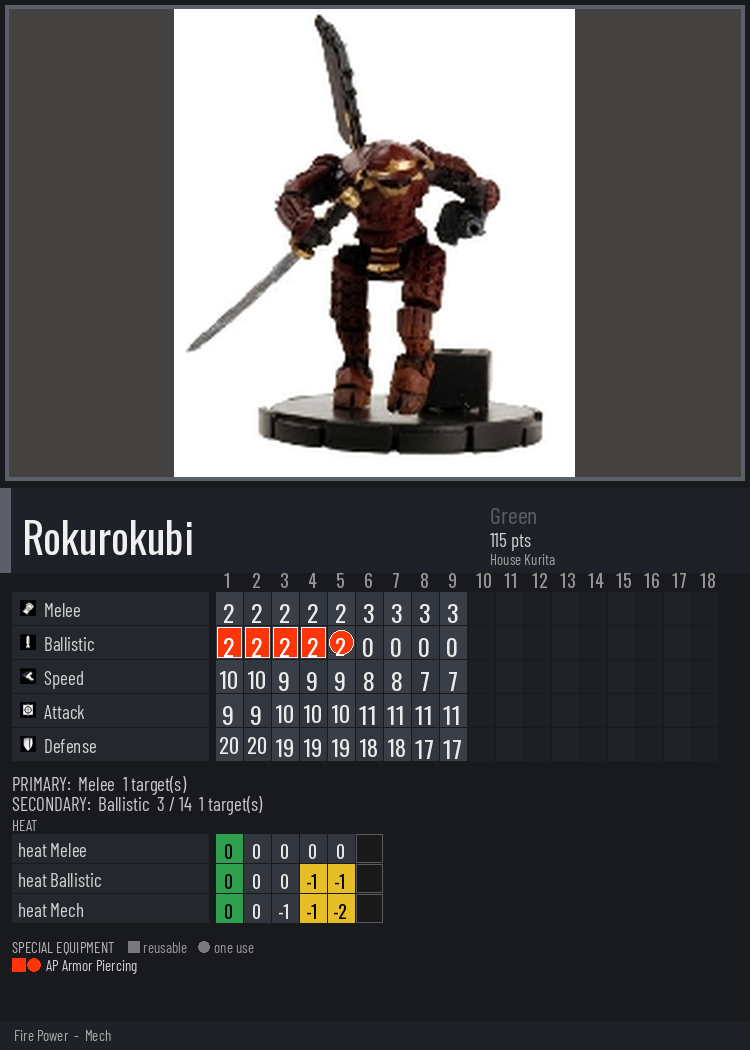 Rokurokubi
Green
115 pts
House Kurita
1 2 3 4 5 6 7 8 9 10 11 12 13 14 15 16 17 18
Melee 2 2 2 2 2 3 3 3 3
Ballistic 2 2 2 2 2 0 0 0 0
Speed 10 10 9 9 9 8 8 7 7
Attack 9 9 10 10 10 11 11 11 11
Defense 20 20 19 19 19 18 18 17 17
PRIMARY: Melee 1 target(s)
SECONDARY: Ballistic 3 / 14 1 target(s)
HEAT
heat Melee 0 0 0 0 0
heat Ballistic 0 0 0 -1 -1
heat Mech 0 0 -1 -1 -2
SPECIAL EQUIPMENT reusable one use
AP Armor Piercing
Fire Power - Mech